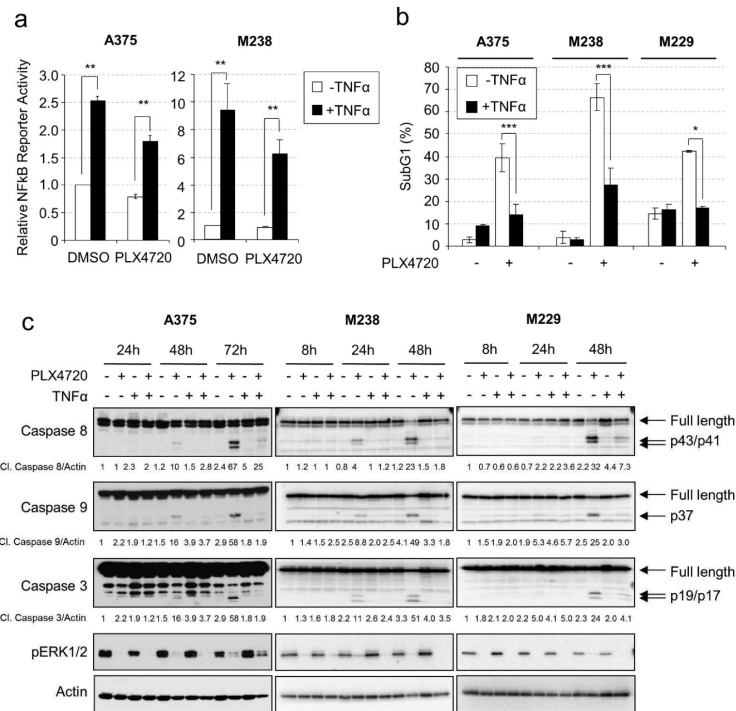 a
A375
M238
Relative NFkB Reporter Activity
3.0
2.5
2.0
1.5
1.0
0.5
0.0
**
**
DMSO PLX4720
12
10
8
6
4
2
0
**
**
DMSO PLX4720
-TNFα
+TNFα
b
A375 M238 M229
SubG1 (%)
80
70
60
50
40
30
20
10
0
-TNFα
+TNFα
***
***
*
PLX4720 - + - + - +
c
A375 M238 M229
24h 48h 72h 8h 24h 48h 8h 24h 48h
PLX4720 - + - + - + - + - + - + - + - + - + - + - + - + - + - + - + - + - + - +
TNFα - - + + - - + + - - + + - - + + - - + + - - + + - - + + - - + + - - + +
Caspase 8
Full length
p43/p41
Cl. Caspase 8/Actin 1 1 2.3 2 1.2 10 1.5 2.8 2.4 67 5 25 1 1.2 1 1 0.8 4 1 1.2 1.2 23 1.5 1.8 1 0.7 0.6 0.6 0.7 2.2 2.2 3.6 2.2 32 4.4 7.3
Caspase 9
Full length
p37
Cl. Caspase 9/Actin 1 2.2 1.9 1.2 1.5 16 3.9 3.7 2.9 58 1.8 1.9 1 1.4 1.5 2.5 2.5 8.8 2.0 2.5 4.1 49 3.3 1.8 1 1.5 1.9 2.0 1.9 5.3 4.6 5.7 2.5 25 2.0 3.0
Caspase 3
Full length
p19/p17
Cl. Caspase 3/Actin 1 2.2 1.9 1.2 1.5 16 3.9 3.7 2.9 58 1.8 1.9 1 1.3 1.6 1.8 2.2 11 2.6 2.4 3.3 51 4.0 3.5 1 1.8 2.1 2.0 2.2 5.0 4.1 5.0 2.3 24 2.0 4.1
pERK1/2
Actin